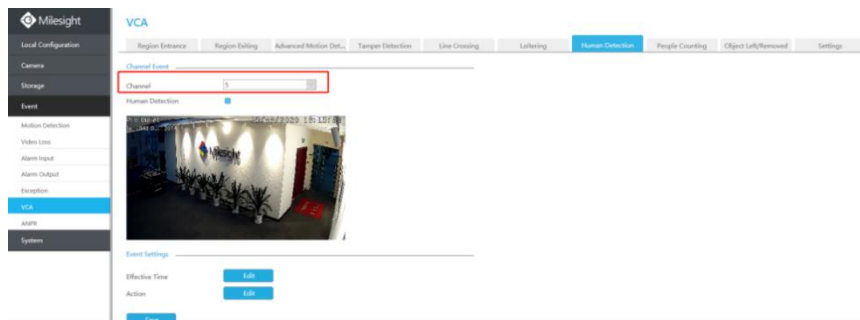 Milesight
VCA
Local Configuration
Region Entrance Region Exiting Advanced Motion Det... Tamper Detection Line Crossing Loitering Human Detection People Counting Object Left/Removed Settings
Camera
Channel Event
Storage
Channel 5
Event
Human Detection
Motion Detection
Video Loss
Alarm Input
Milesight
Alarm Output
Exception
VCA
ANPR
System
Event Settings
Effective Time Edit
Action Edit
Save